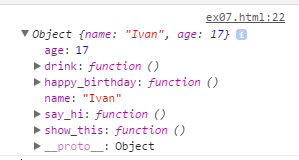 ex07.html:22
Object {name: "Ivan", age: 17} i
age: 17
drink: function ()
happy_birthday: function ()
name: "Ivan"
say_hi: function ()
show_this: function ()
__proto__: Object